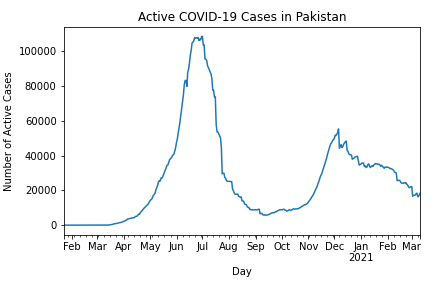 Active COVID-19 Cases in Pakistan
Number of Active Cases
100000
80000
60000
40000
20000
0
Feb Mar Apr May Jun Jul Aug Sep Oct Nov Dec Jan Feb Mar
2021
Day